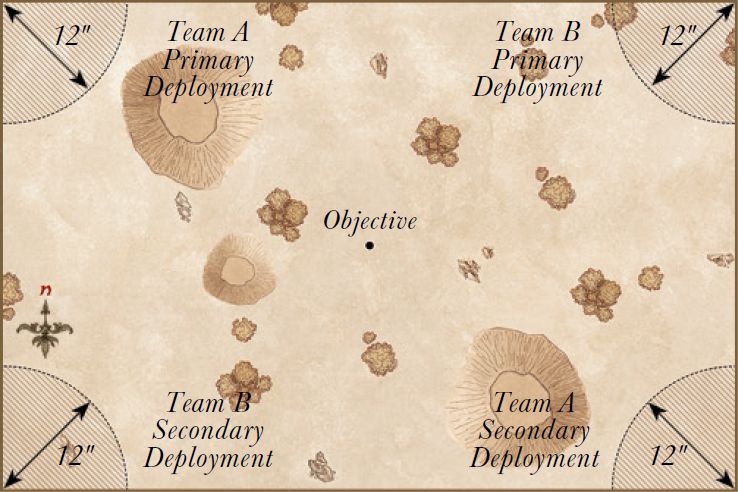 12"
Team A
Primary
Deployment
Team B
Primary
Deployment
12"
Objective
n
12"
Team B
Secondary
Deployment
Team A
Secondary
Deployment
12"